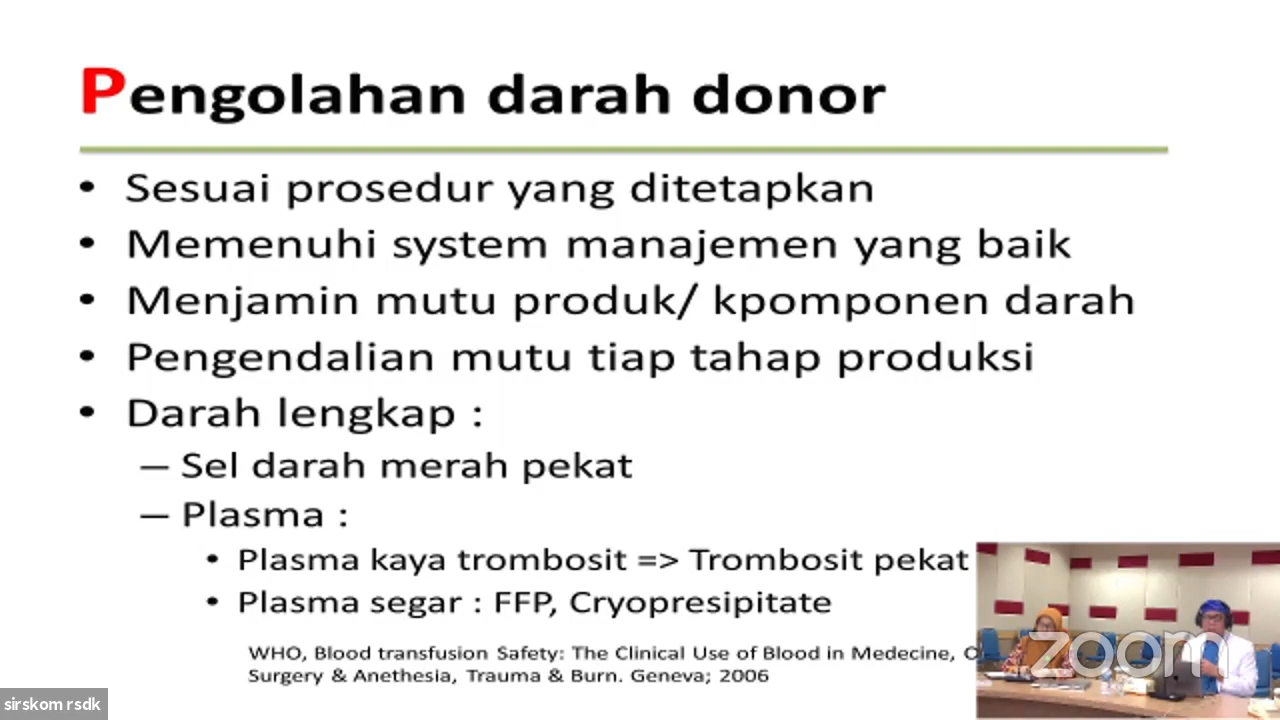 Pengolahan darah donor
• Sesuai prosedur yang ditetapkan
• Memenuhi system manajemen yang baik
• Menjamin mutu produk/ kpomponen darah
• Pengendalian mutu tiap tahap produksi
• Darah lengkap :
– Sel darah merah pekat
– Plasma :
• Plasma kaya trombosit => Trombosit pekat
• Plasma segar : FFP, Cryopresipitate
WHO, Blood transfusion Safety: The Clinical Use of Blood in Medecine,
Surgery & Anethesia, Trauma & Burn. Geneva; 2006
zoom
sirskom rsdk